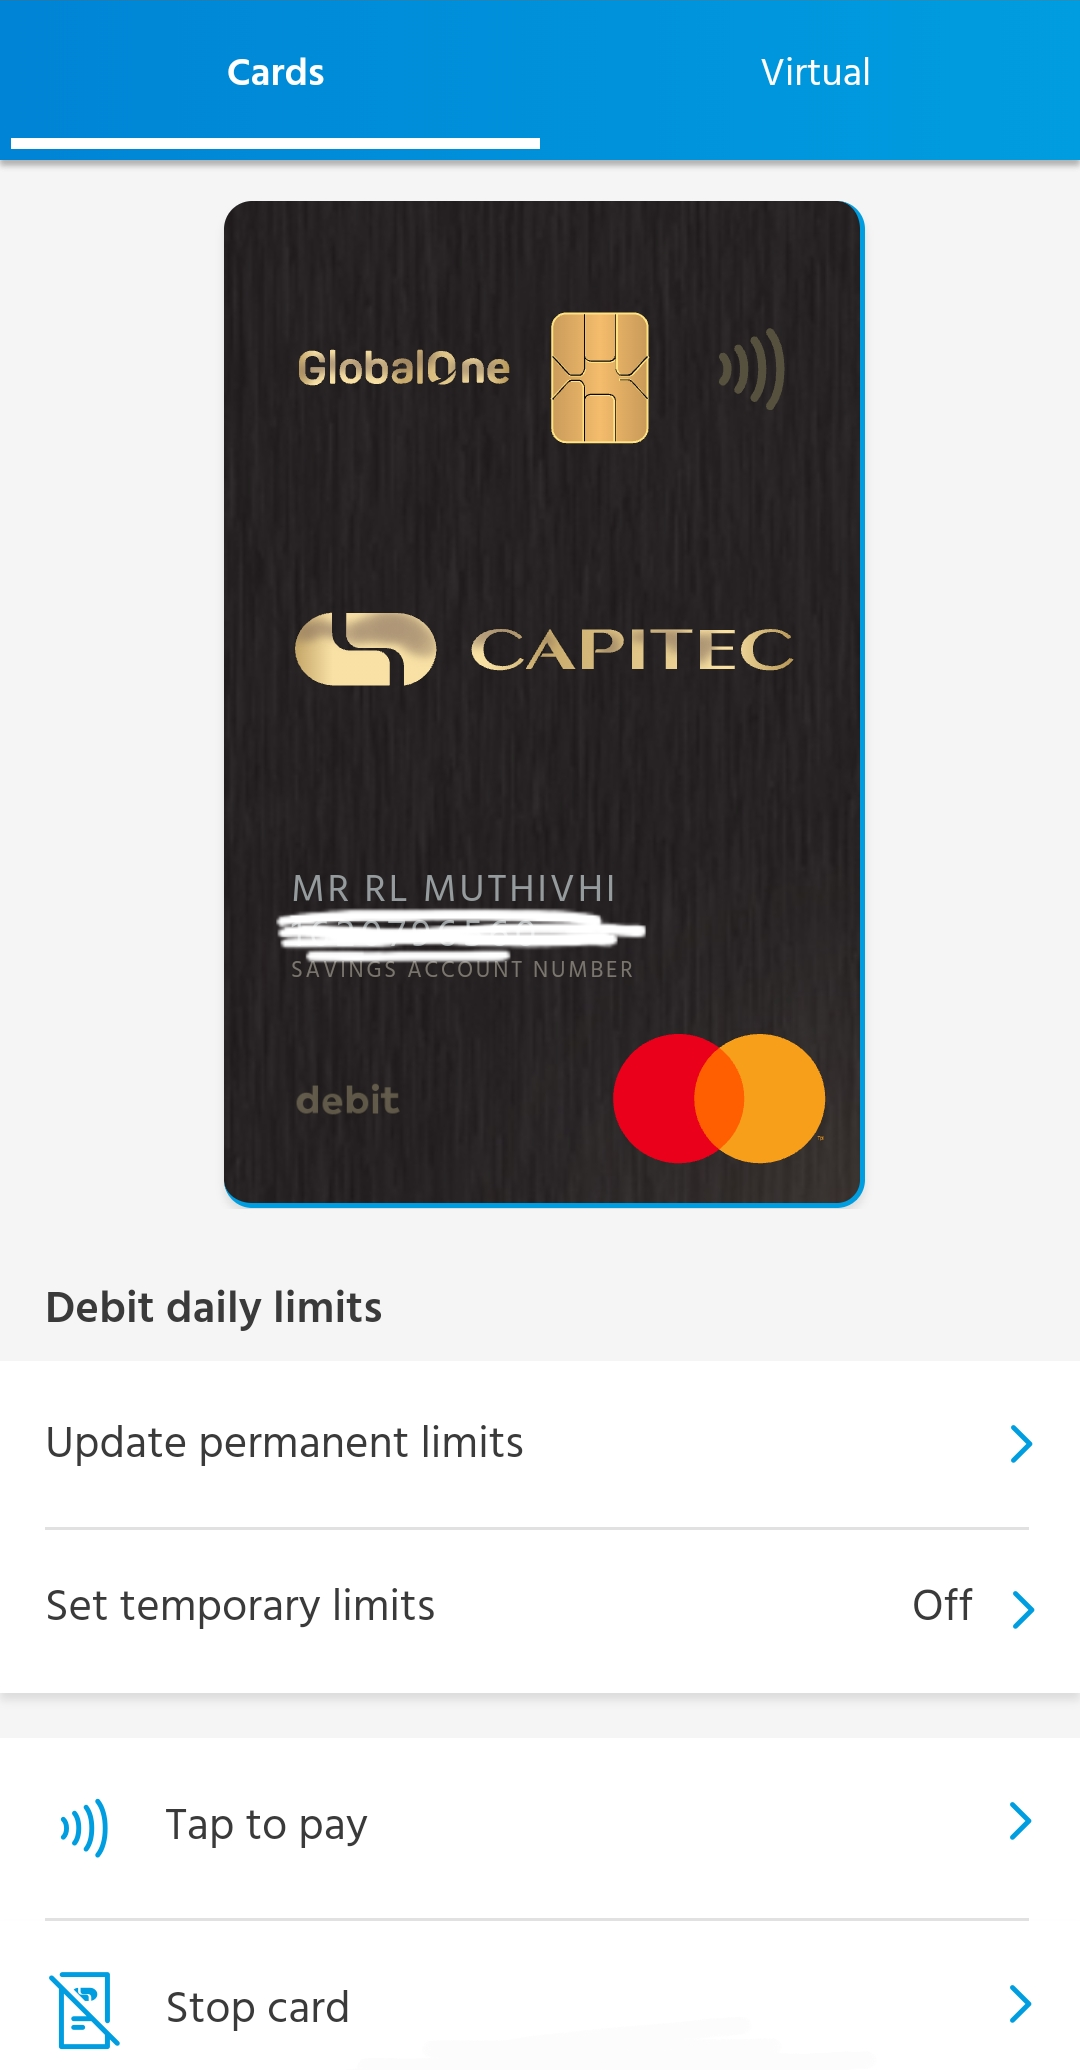 Cards
Virtual
GlobalOne
CAPITEC
MR RL MUTHIVHI
SAVINGS ACCOUNT NUMBER
debit
Debit daily limits
Update permanent limits
Set temporary limits Off
Tap to pay
Stop card